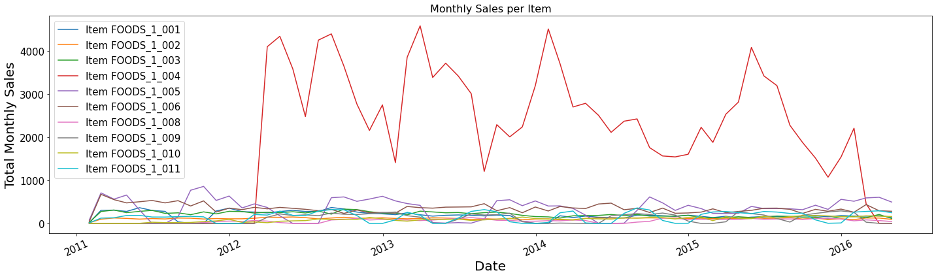 Monthly Sales per Item
Total Monthly Sales
4000
3000
2000
1000
0
Item FOODS_1_001
Item FOODS_1_002
Item FOODS_1_003
Item FOODS_1_004
Item FOODS_1_005
Item FOODS_1_006
Item FOODS_1_008
Item FOODS_1_009
Item FOODS_1_010
Item FOODS_1_011
2011
2012
2013
2014
2015
2016
Date